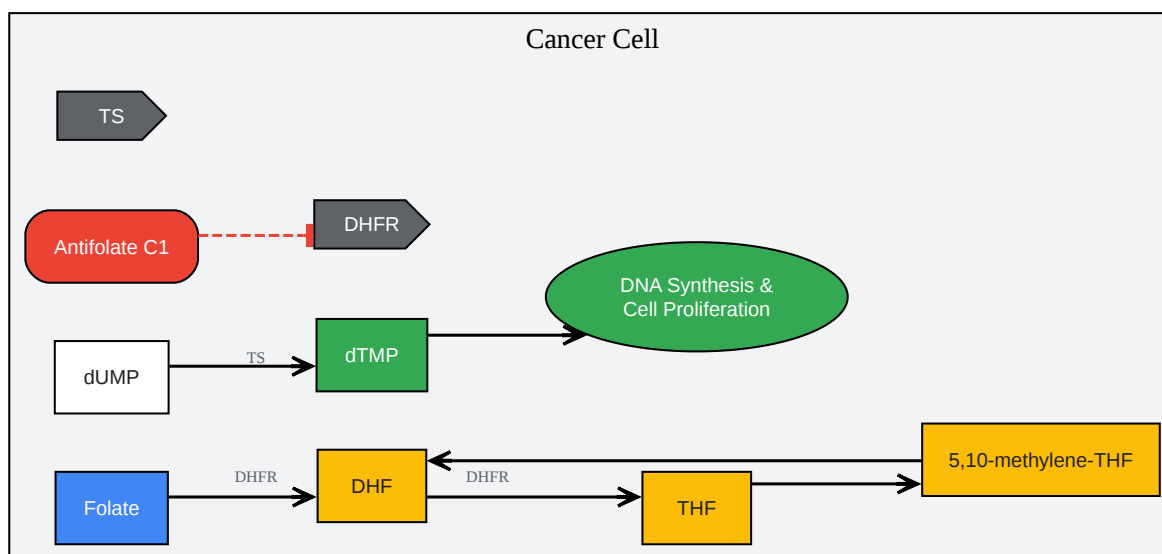 Cancer Cell
TS
DHFR
Antifolate C1
DNA Synthesis &
Cell Proliferation
dUMP
TS
dTMP
Folate
DHFR
DHF
DHFR
THF
5,10-methylene-THF